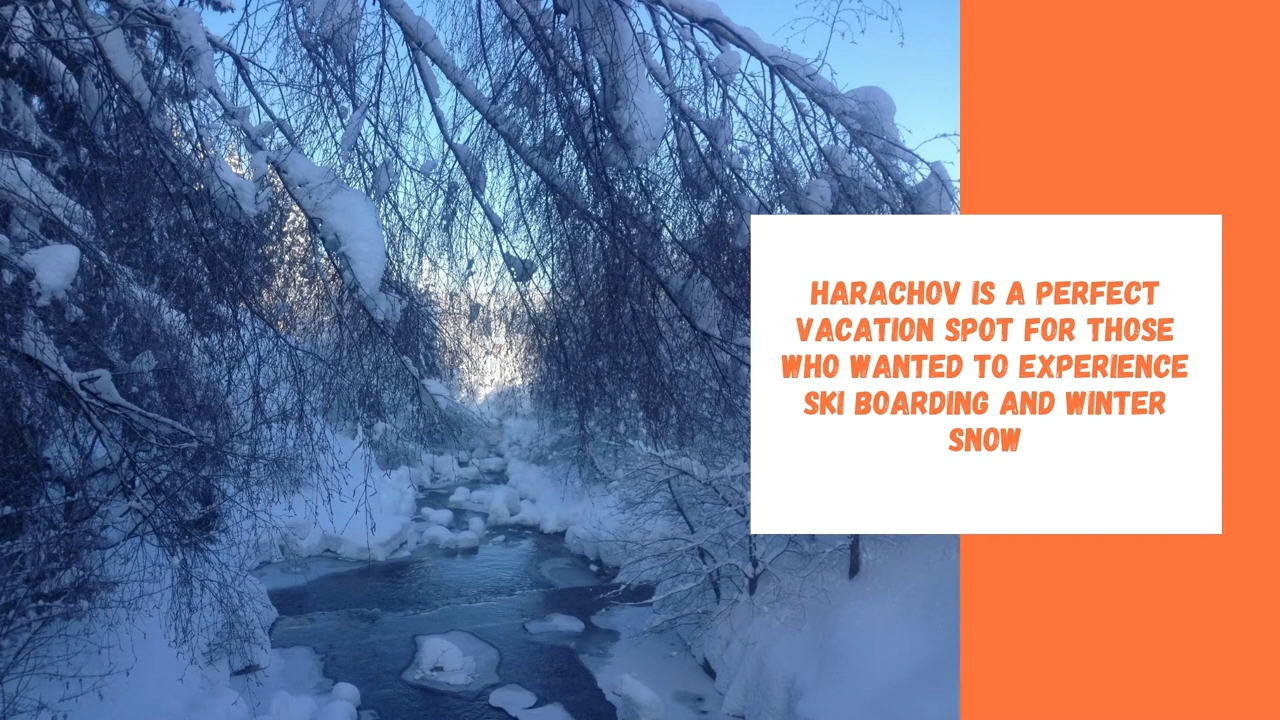 HARACHOV IS A PERFECT
VACATION SPOT FOR THOSE
WHO WANTED TO EXPERIENCE
SKI BOARDING AND WINTER
SNOW